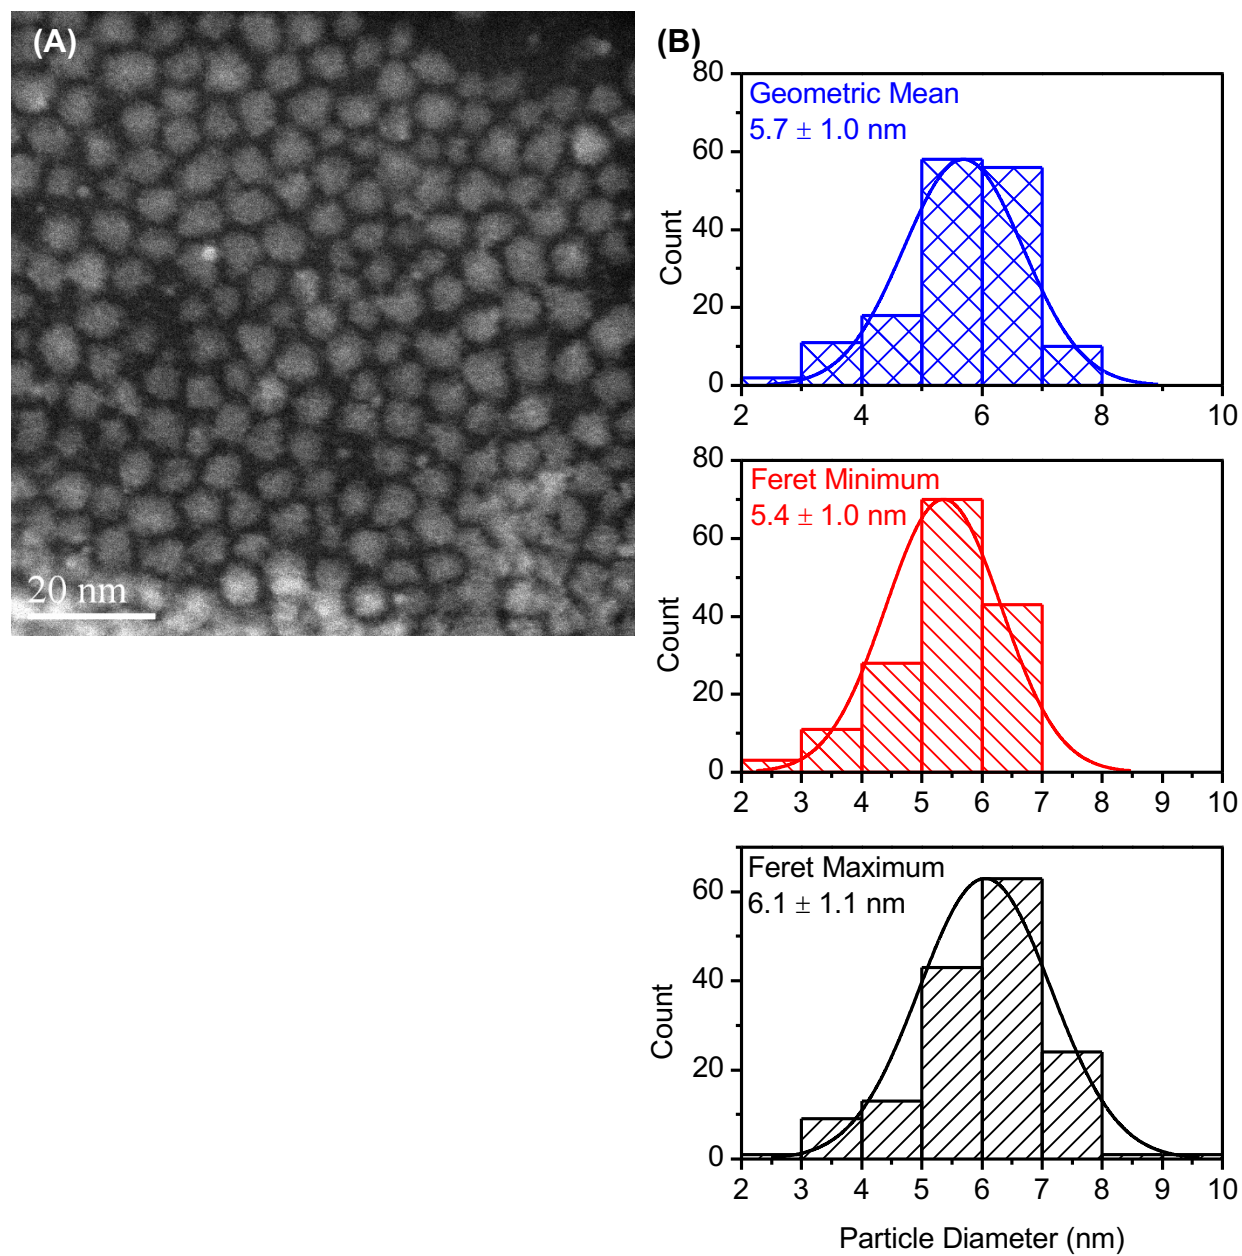 (A)
20 nm
(B)
Geometric Mean
5.7 ± 1.0 nm
Count
80
60
40
20
0
2
4
6
8
10
Feret Minimum
5.4 ± 1.0 nm
Count
80
60
40
20
0
2
3
4
5
6
7
8
9
10
Feret Maximum
6.1 ± 1.1 nm
Count
60
40
20
0
2
3
4
5
6
7
8
9
10
Particle Diameter (nm)